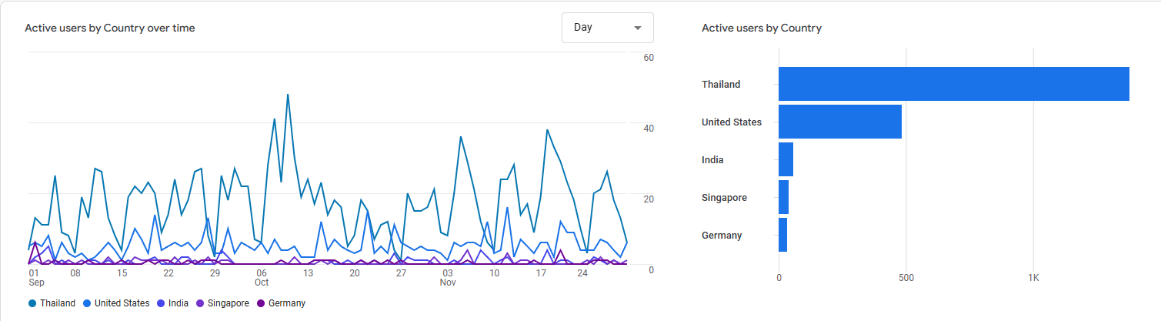 Active users by Country over time
Day
60
40
20
0
01 08 15 22 29 06 13 20 27 03 10 17 24
Sep Oct Nov
Thailand United States India Singapore Germany
Active users by Country
Thailand
United States
India
Singapore
Germany
0 500 1K